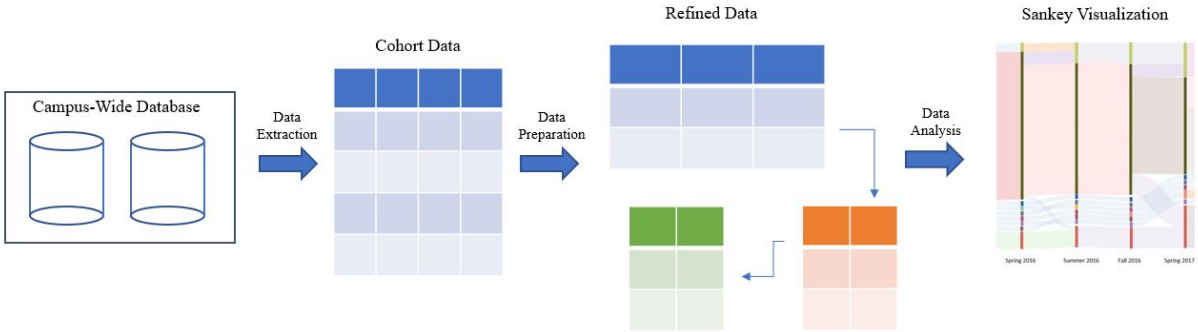 Campus-Wide Database
Data
Extraction
Cohort Data
Data
Preparation
Refined Data
Data
Analysis
Sankey Visualization
Spring 2016
Summer 2016
Fall 2016
Spring 2017